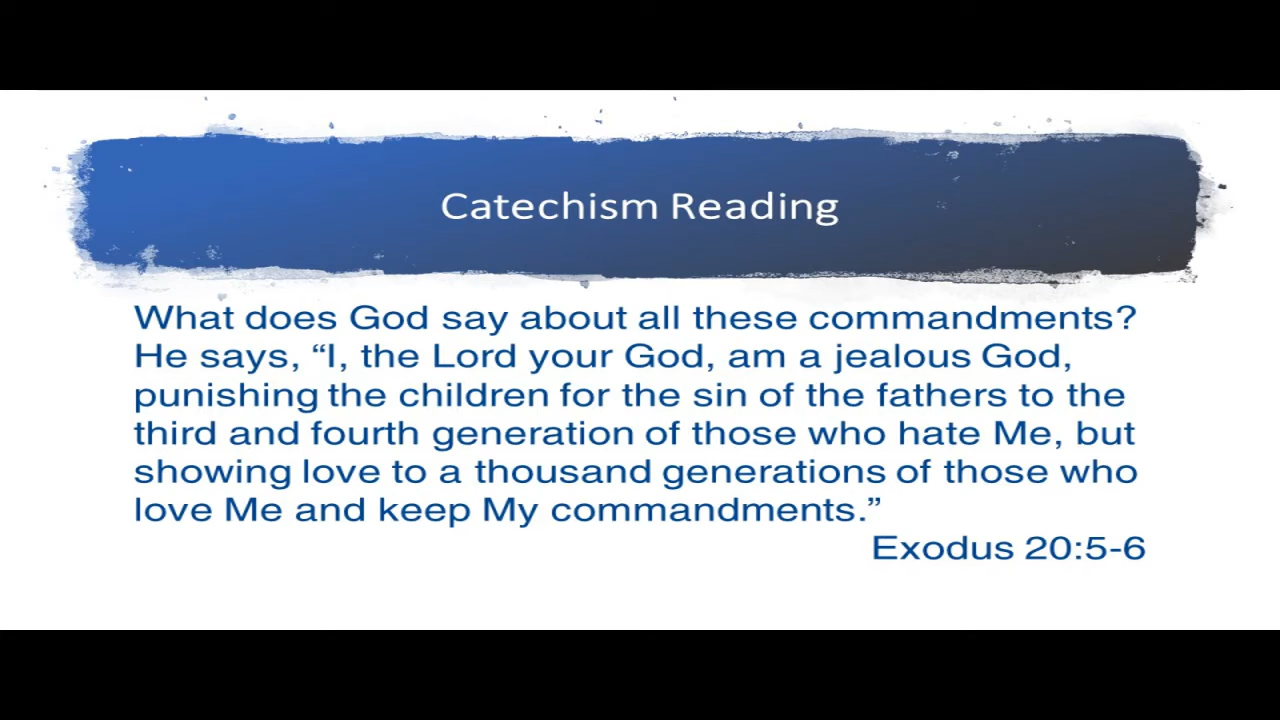 Catechism Reading
What does God say about all these commandments?
He says, “I, the Lord your God, am a jealous God,
punishing the children for the sin of the fathers to the
third and fourth generation of those who hate Me, but
showing love to a thousand generations of those who
love Me and keep My commandments.”
Exodus 20:5-6